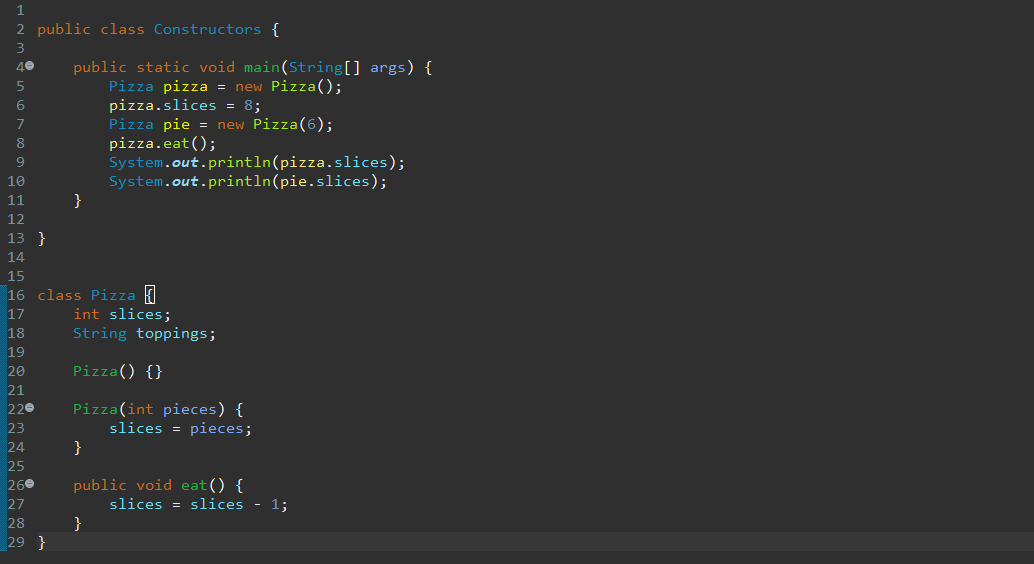 1
2 public class Constructors {
3
4 public static void main(String[] args) {
5 Pizza pizza = new Pizza();
6 pizza.slices = 8;
7 Pizza pie = new Pizza(6);
8 pizza.eat();
9 System.out.println(pizza.slices);
10 System.out.println(pie.slices);
11 }
12
13 }
14
15
16 class Pizza {
17 int slices;
18 String toppings;
19
20 Pizza() {}
21
22 Pizza(int pieces) {
23 slices = pieces;
24 }
25
26 public void eat() {
27 slices = slices - 1;
28 }
29 }